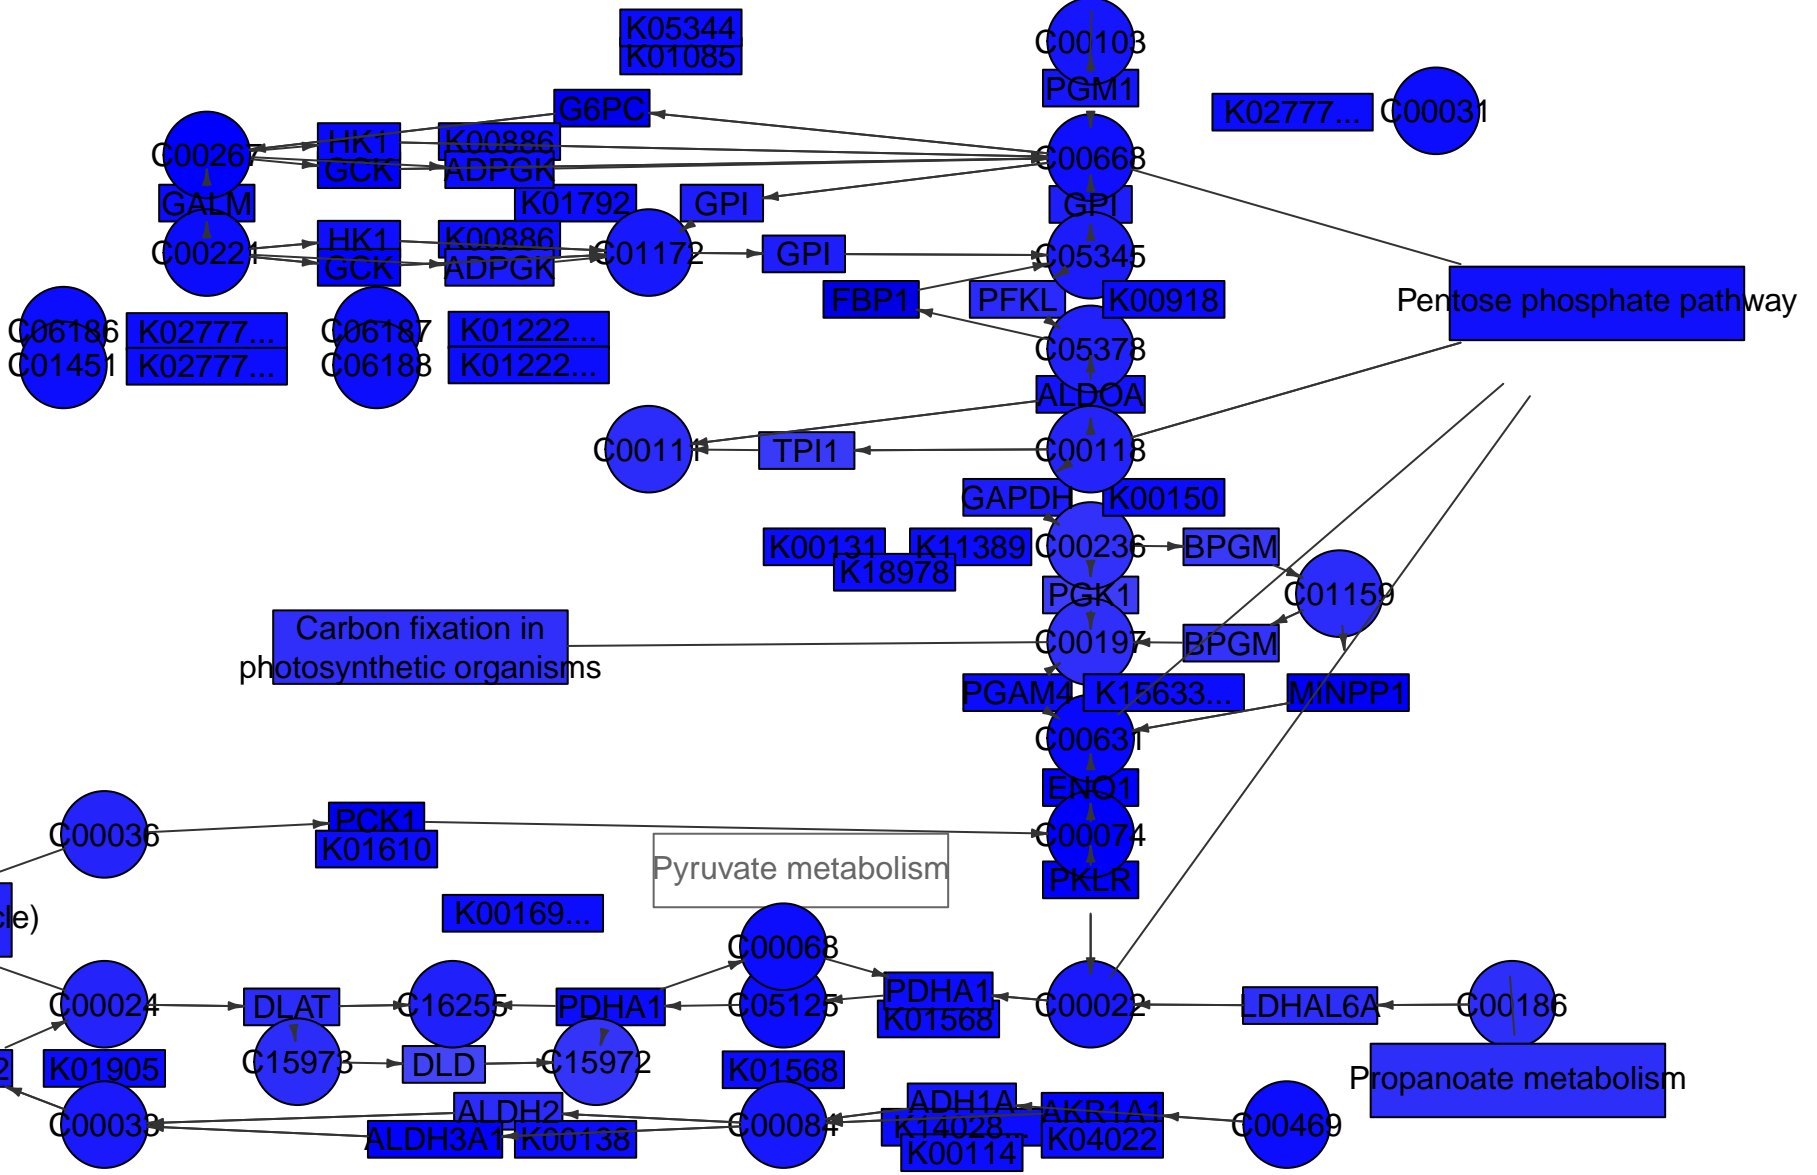 K05344
K01085
C00103
PGM1
G6PC
K02777...
C00031
C00267
HK1
K00886
GCK
ADPGK
C00668
GALM
K01792
GPI
GPI
C00221
HK1
K00886
GCK
ADPGK
C01172
GPI
C05345
FBP1
PFKL
K00918
Pentose phosphate pathway
C06186
K02777...
C06187
K01222...
C01451
K02777...
C06188
K01222...
C05378
ALDOA
C00111
TPI1
C00118
GAPDH
K00150
K00131
K11389
C00236
BPGM
K18978
PGK1
C01159
Carbon fixation in
photosynthetic organisms
C00197
BPGM
PGAM4
K15633...
MINPP1
C00631
ENO1
C00036
PCK1
K01610
C00074
Pyruvate metabolism
PKLR
cle)
K00169...
C00068
C00024
DLAT
C16255
PDHA1
C05125
PDHA1
K01568
C00022
LDHAL6A
C00186
2
K01905
C15973
DLD
C15972
K01568
Propanoate metabolism
C00033
ALDH2
ALDH3A1
K00138
C00084
ADH1A
K14028...
K00114
AKR1A1
K04022
C00469